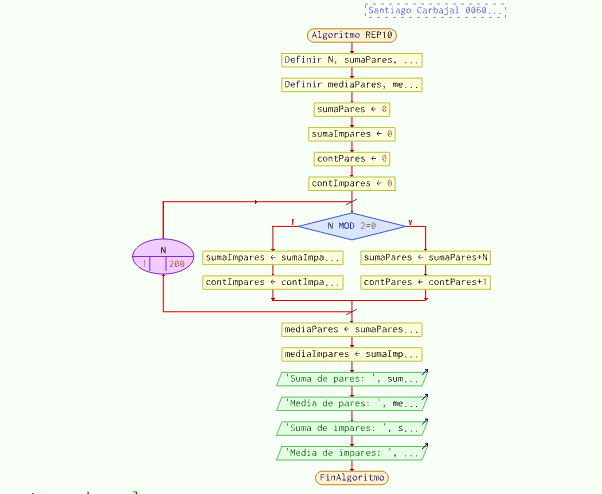 Santiago Carbajal 0060...
Algoritmo REP10
Definir N, sumaPares, ...
Definir mediaPares, me...
sumaPares ← 0
sumaImpares ← 0
contPares ← 0
contImpares ← 0
F
N MOD 2=0
V
N
1 200
sumaImpares ← sumaImpa...
sumaPares ← sumaPares+N
contImpares ← contImpa...
contPares ← contPares+1
mediaPares ← sumaPares...
mediaImpares ← sumaImp...
'Suma de pares: ', sum...
'Media de pares: ', me...
'Suma de impares: ', s...
'Media de impares: ', ...
FinAlgoritmo